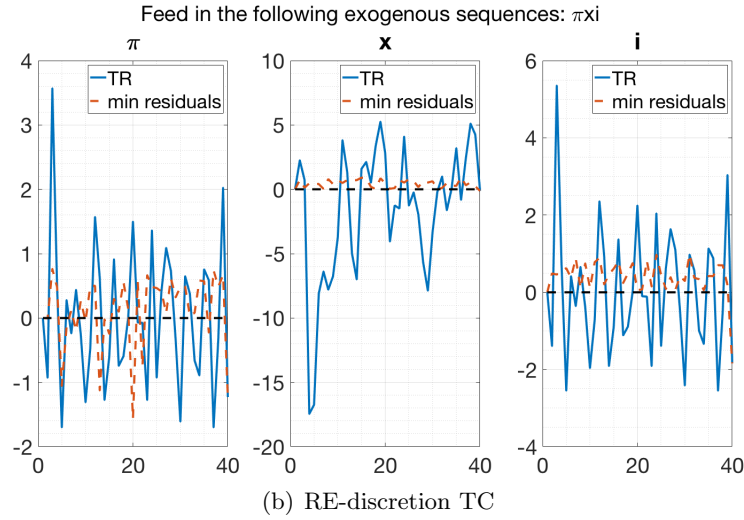 Feed in the following exogenous sequences: πxi
π
x
i
4
3
2
1
0
-1
-2
0
20
40
TR
min residuals
10
5
0
-5
-10
-15
-20
0
20
40
TR
min residuals
6
4
2
0
-2
-4
0
20
40
TR
min residuals
(b) RE-discretion TC